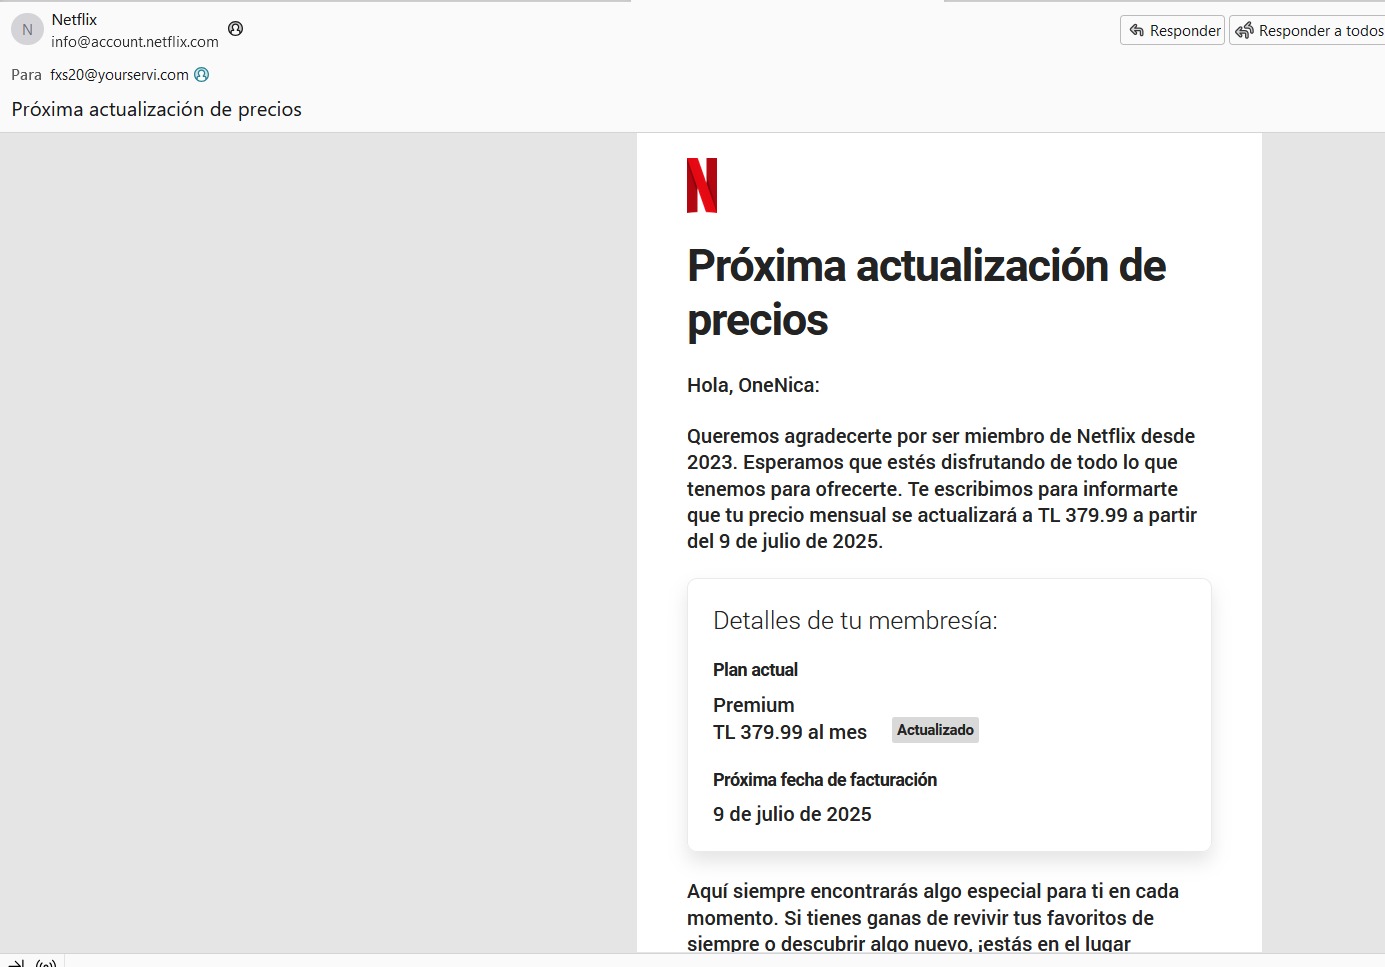 N
Netflix
info@account.netflix.com
Responder
Responder a todos
Para fxs20@yourservi.com
Próxima actualización de precios
N
Próxima actualización de
precios
Hola, OneNica:
Queremos agradecerte por ser miembro de Netflix desde
2023. Esperamos que estés disfrutando de todo lo que
tenemos para ofrecerte. Te escribimos para informarte
que tu precio mensual se actualizará a TL 379.99 a partir
del 9 de julio de 2025.
Detalles de tu membresía:
Plan actual
Premium
TL 379.99 al mes Actualizado
Próxima fecha de facturación
9 de julio de 2025
Aquí siempre encontrarás algo especial para ti en cada
momento. Si tienes ganas de revivir tus favoritos de
siempre o descubrir algo nuevo, ¡estás en el lugar